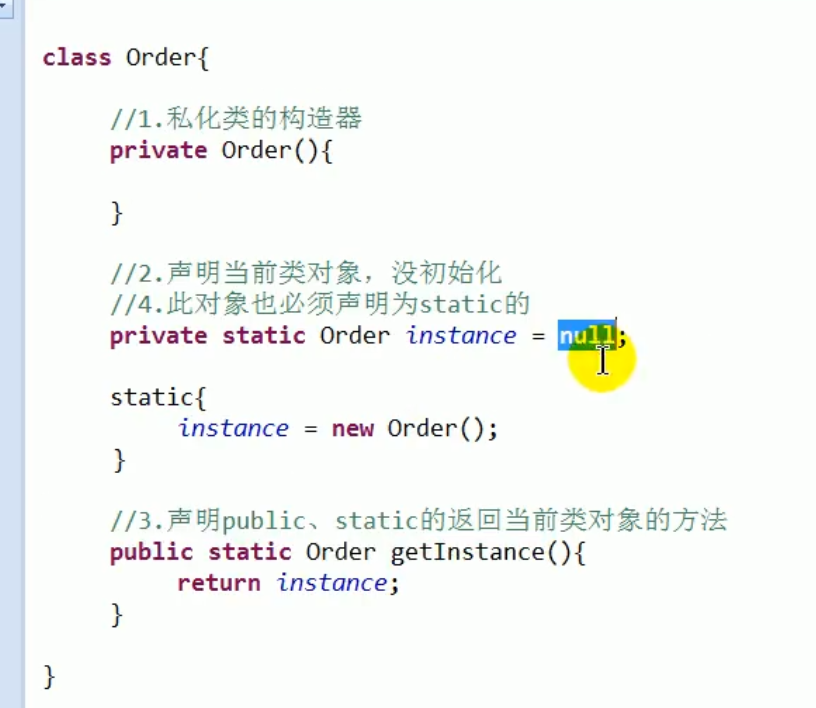 class Order{
//1.私化类的构造器
private Order(){
}
//2.声明当前类对象，没初始化
//4.此对象也必须声明为static的
private static Order instance = null;
static{
instance = new Order();
}
//3.声明public、static的返回当前类对象的方法
public static Order getInstance(){
return instance;
}
}